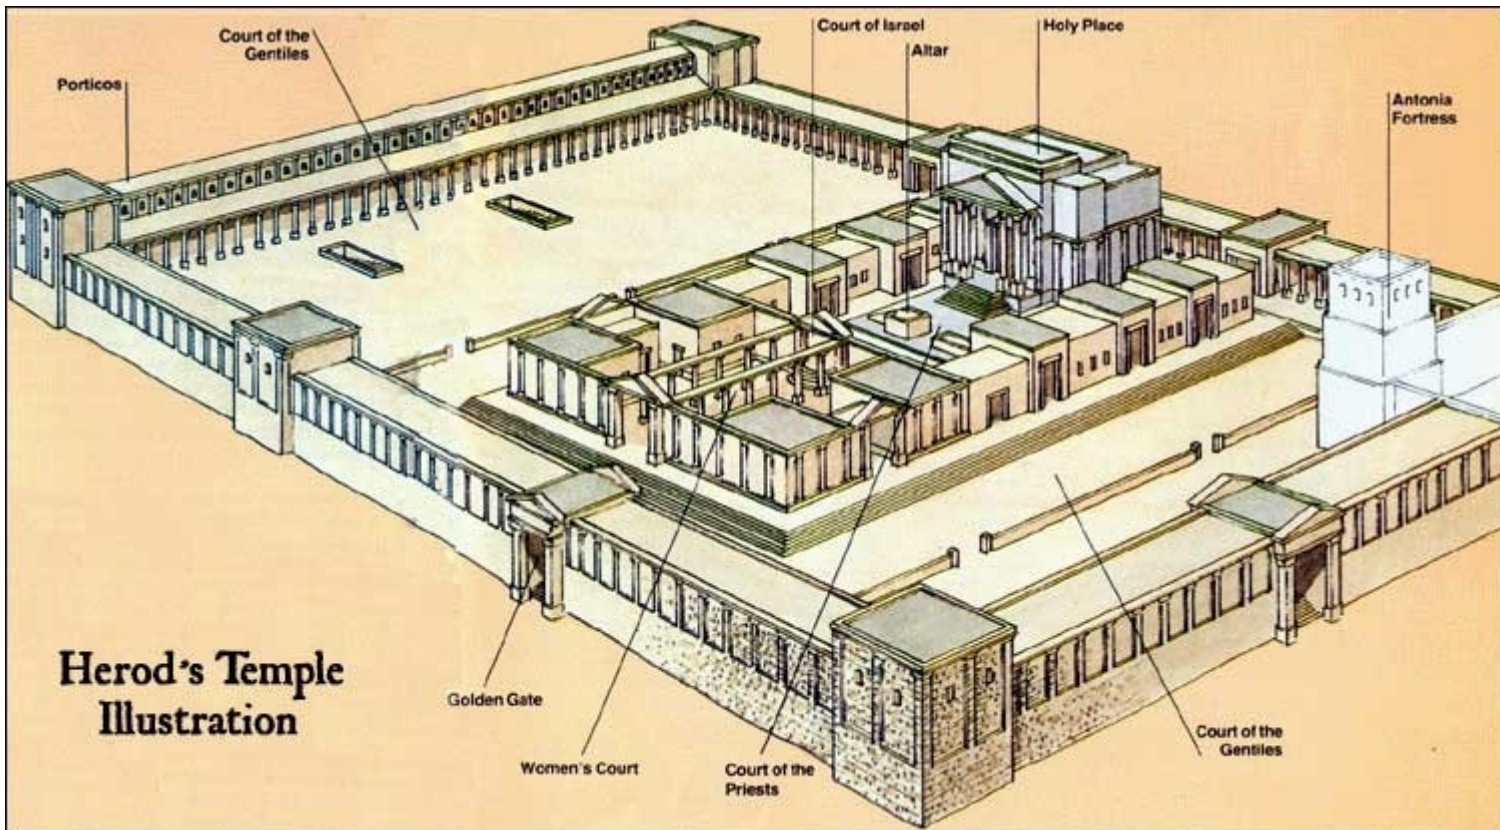 Court of the
Gentiles
Court of Israel
Holy Place
Altar
Porticos
Antonia
Fortress
Herod's Temple
Illustration
Golden Gate
Women's Court
Court of the
Priests
Court of the
Gentiles